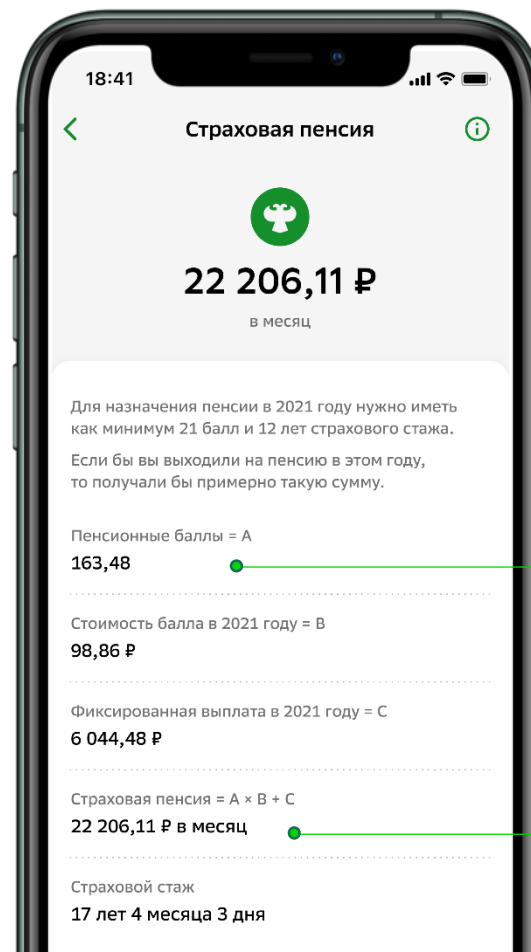 18:41
Страховая пенсия
22 206,11 ₽
в месяц
Для назначения пенсии в 2021 году нужно иметь
как минимум 21 балл и 12 лет страхового стажа.
Если бы вы выходили на пенсию в этом году,
то получали бы примерно такую сумму.
Пенсионные баллы = A
163,48
Стоимость балла в 2021 году = B
98,86 ₽
Фиксированная выплата в 2021 году = C
6 044,48 ₽
Страховая пенсия = A × B + C
22 206,11 ₽ в месяц
Страховой стаж
17 лет 4 месяца 3 дня